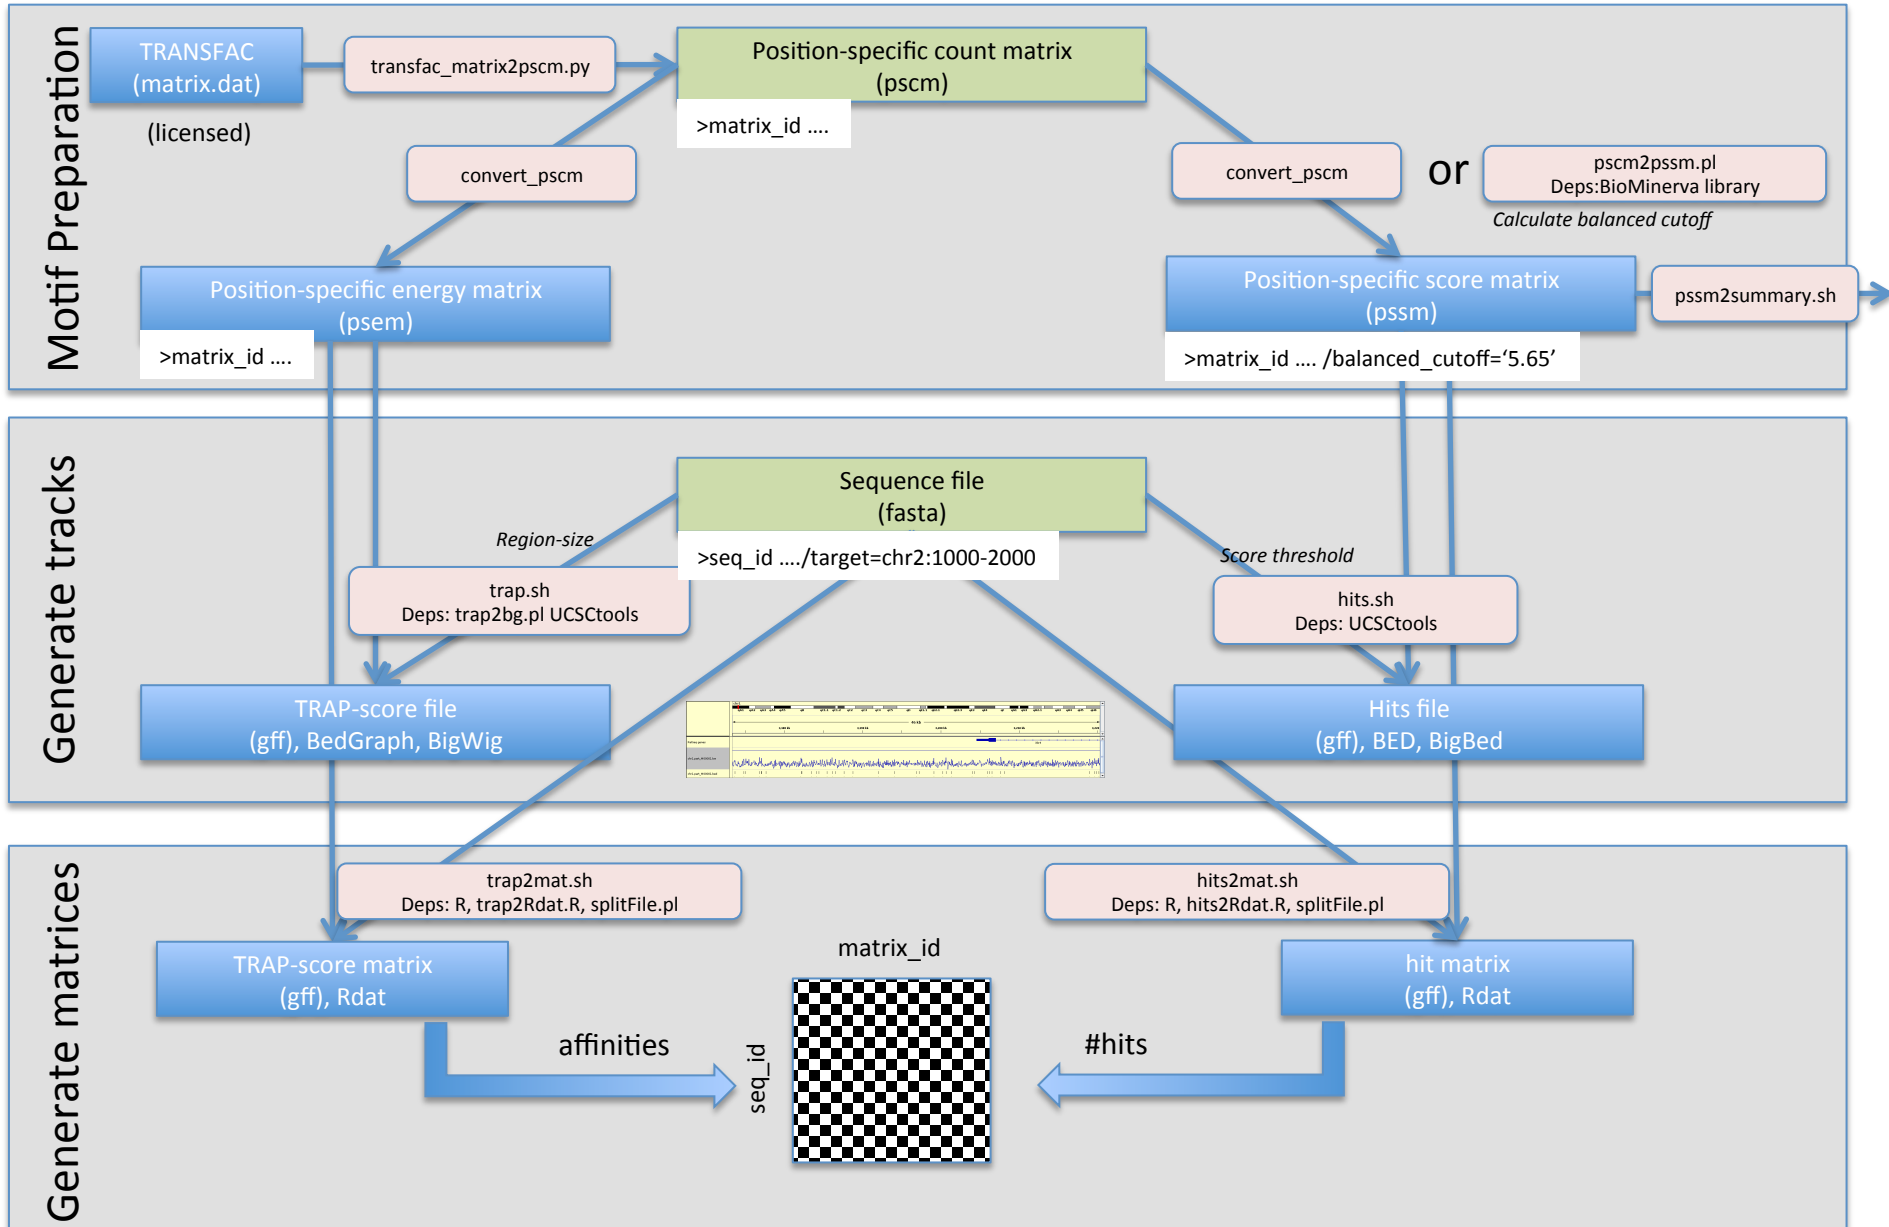 Motif Preparation
TRANSFAC
(matrix.dat)
(licensed)
transfac_matrix2pscm.py
Position-specific count matrix
(pscm)
>matrix_id ....
convert_pscm
convert_pscm
or
pscm2pssm.pl
Deps:BioMinerva library
Calculate balanced cutoff
Position-specific energy matrix
(psem)
>matrix_id ....
Position-specific score matrix
(pssm)
>matrix_id .... /balanced_cutoff=‘5.65’
pssm2summary.sh
Generate tracks
Sequence file
(fasta)
>seq_id ..../target=chr2:1000-2000
Region-size
trap.sh
Deps: trap2bg.pl UCSCtools
Score threshold
hits.sh
Deps: UCSCtools
TRAP-score file
(gff), BedGraph, BigWig
Hits file
(gff), BED, BigBed
Generate matrices
trap2mat.sh
Deps: R, trap2Rdat.R, splitFile.pl
hits2mat.sh
Deps: R, hits2Rdat.R, splitFile.pl
TRAP-score matrix
(gff), Rdat
matrix_id
hit matrix
(gff), Rdat
affinities
seq_id
#hits